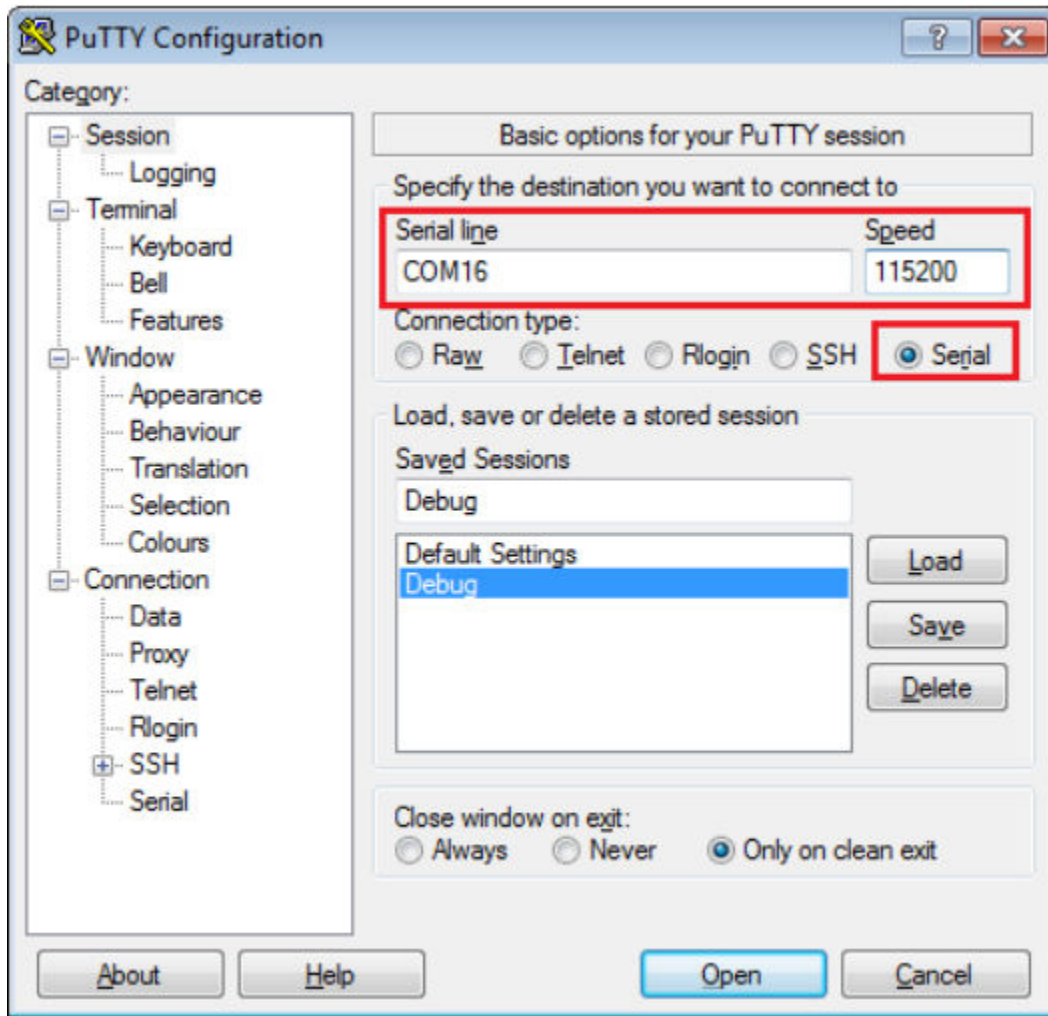 PuTTY Configuration
Category:
Session
Logging
Terminal
Keyboard
Bell
Features
Window
Appearance
Behaviour
Translation
Selection
Colours
Connection
Data
Proxy
Telnet
Rlogin
SSH
Serial
Basic options for your PuTTY session
Specify the destination you want to connect to
Serial line Speed
COM16 115200
Connection type:
Raw Telnet Rlogin SSH Serial
Load, save or delete a stored session
Saved Sessions
Debug
Default Settings
Debug
Load
Save
Delete
Close window on exit:
Always Never Only on clean exit
About Help Open Cancel